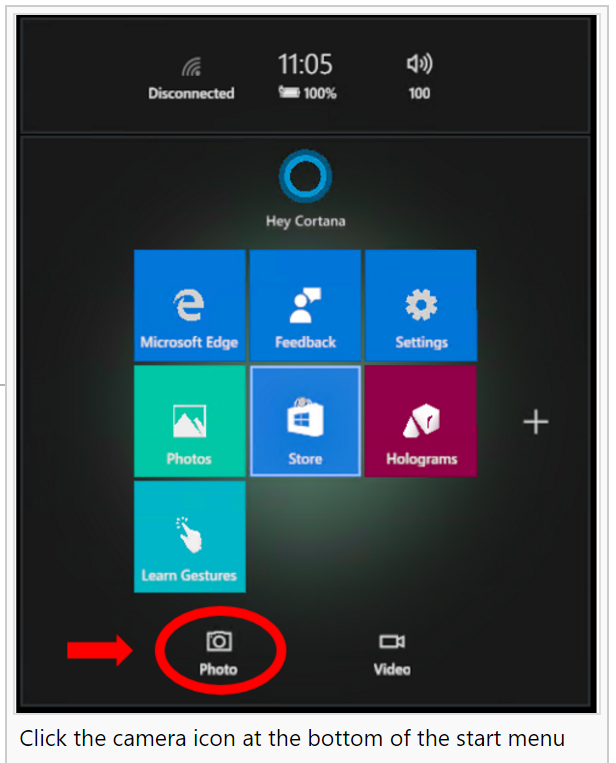 11:05
Disconnected 100% 100
Hey Cortana
Microsoft Edge Feedback Settings
Photos Store Holograms
Learn Gestures
Photo Video
Click the camera icon at the bottom of the start menu